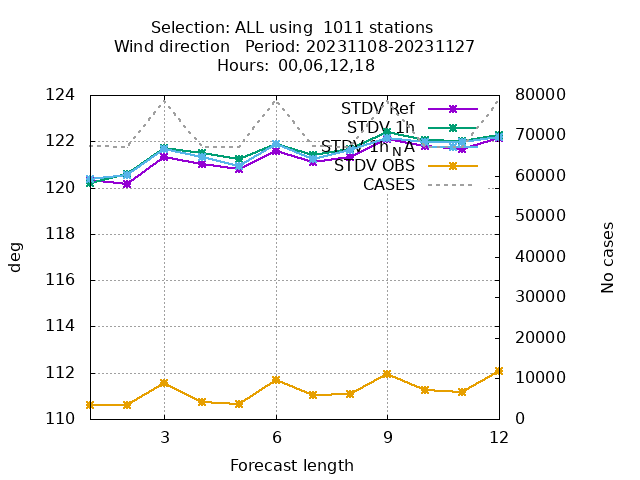 Selection: ALL using  1011 stations
Wind direction   Period: 20231108-20231127
Hours:  00,06,12,18
124
122
120
118
116
114
112
110
deg
80000
70000
60000
50000
40000
30000
20000
10000
0
No cases
STDV Ref
STDV 1h
STDV 1h_NA
STDV OBS
CASES
3
6
9
12
Forecast length